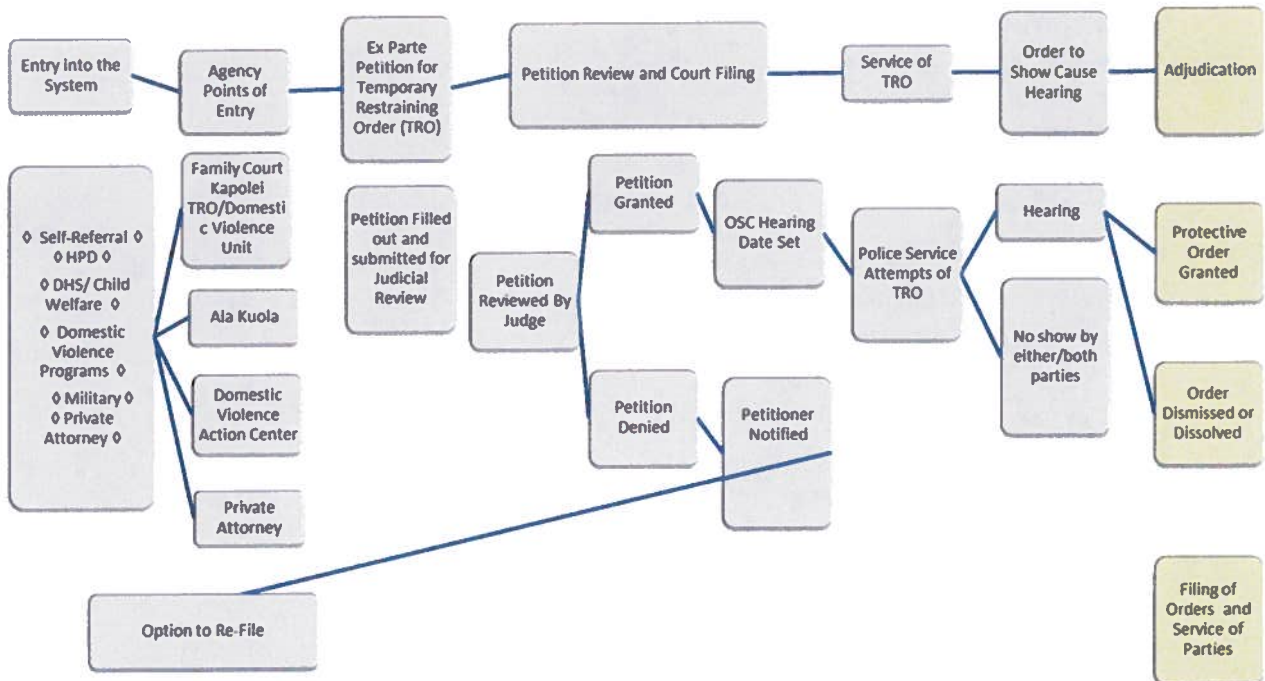 Entry into the
System
Agency
Points of
Entry
Ex Parte
Petition for
Temporary
Restraining
Order (TRO)
Petition Review and Court Filing
Service of
TRO
Order to
Show Cause
Hearing
Adjudication
◊ Self-Referral ◊
◊ HPD ◊
◊ DHS/ Child
Welfare ◊
◊ Domestic
Violence
Programs ◊
◊ Military ◊
◊ Private
Attorney ◊
Family Court
Kapolei
TRO/Domesti
c Violence
Unit
Ala Kuola
Domestic
Violence
Action Center
Private
Attorney
Petition Filled
out and
submitted for
Judicial
Review
Petition
Reviewed By
Judge
Petition
Granted
Petition
Denied
OSC Hearing
Date Set
Petitioner
Notified
Police Service
Attempts of
TRO
Hearing
No show by
either/both
parties
Protective
Order
Granted
Order
Dismissed or
Dissolved
Option to Re-File
Filing of
Orders and
Service of
Parties